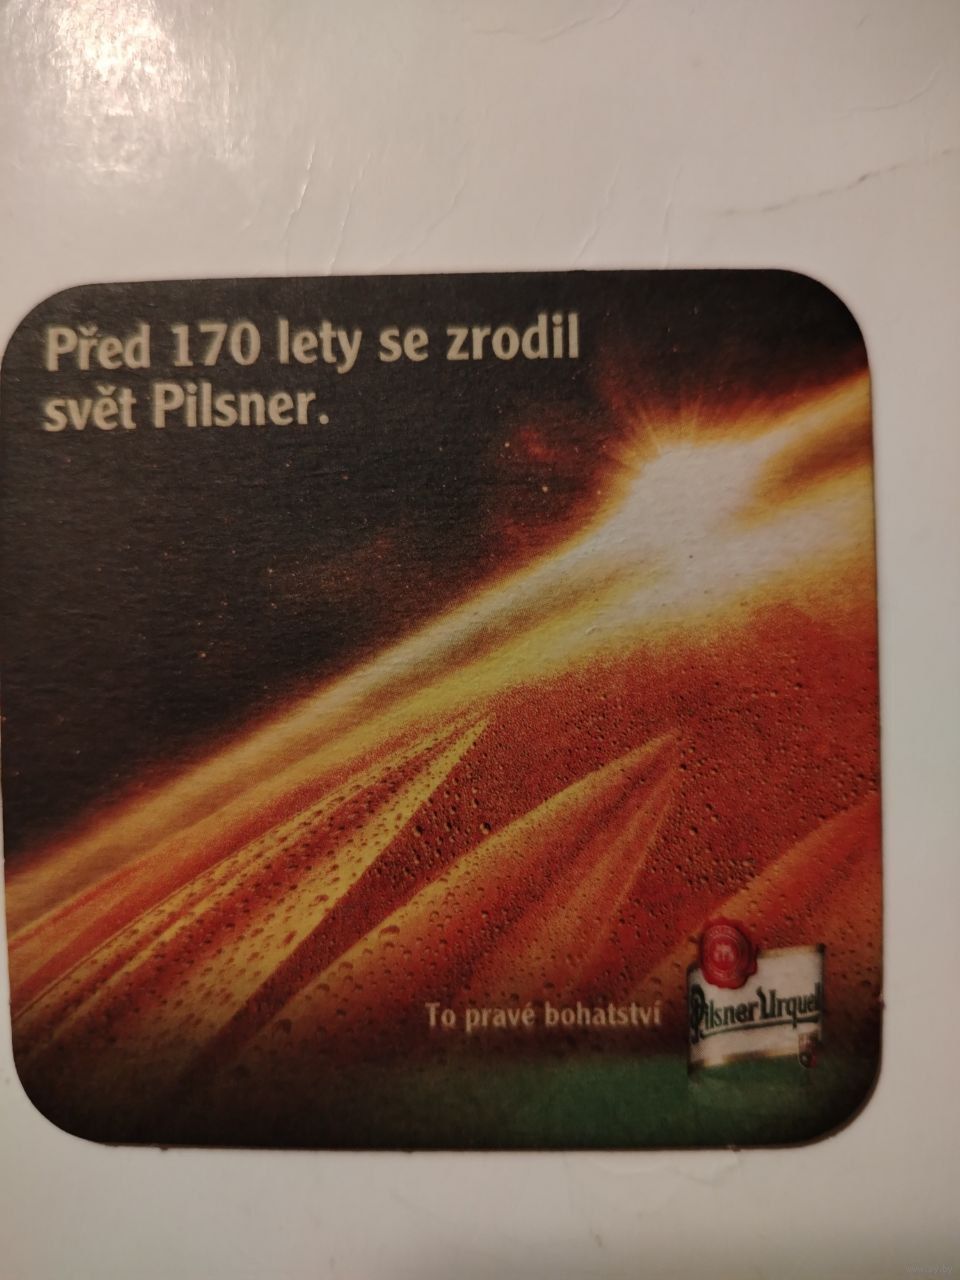 Před 170 lety se zrodil
svět Pilsner.
To pravé bohatství
Pilsner Urquell